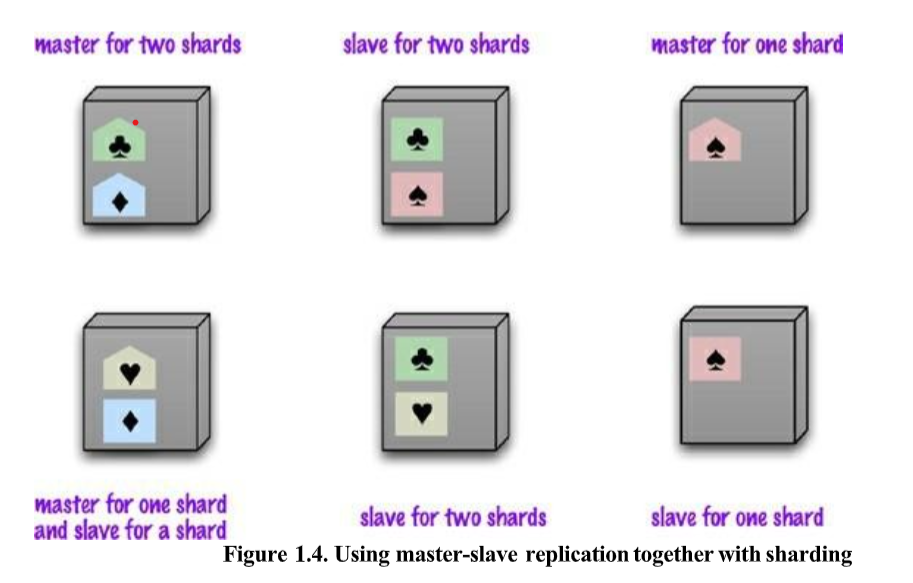 master for two shards
slave for two shards
master for one shard
master for one shard
and slave for a shard
slave for two shards
slave for one shard
Figure 1.4. Using master-slave replication together with sharding